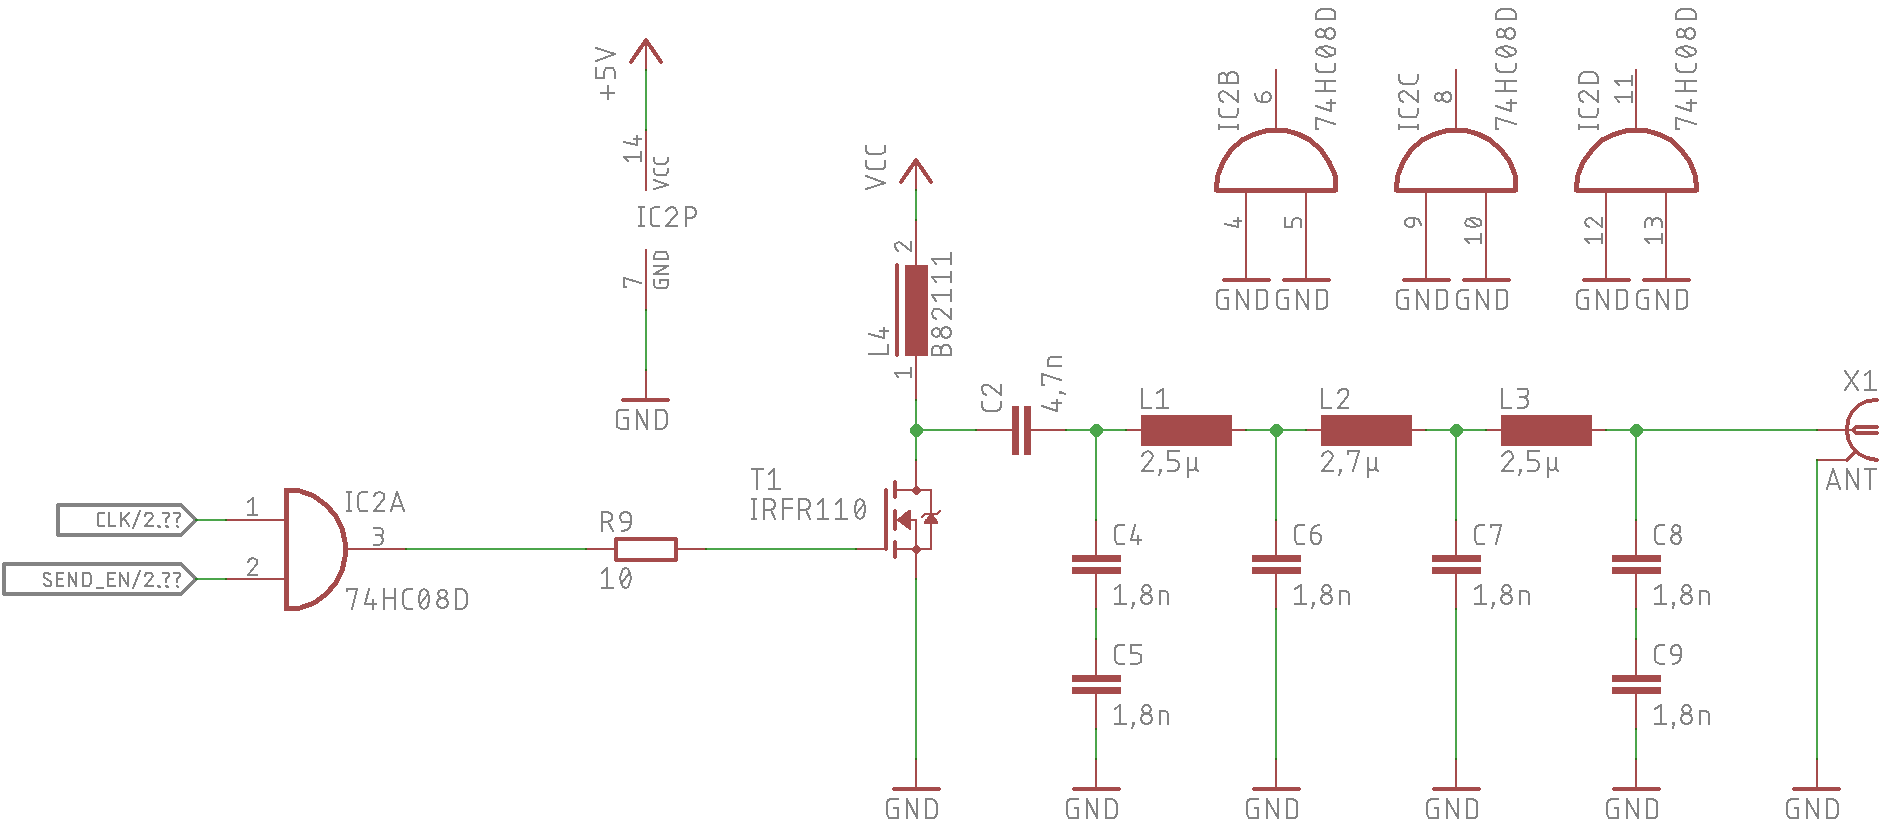 +5V
14
VCC
IC2P
7
GND
GND
VCC
2
L4
B82111
1
IC2B
6
74HC08D
4
5
GND
GND
IC2C
8
74HC08D
9
10
GND
GND
IC2D
11
74HC08D
12
13
GND
GND
CLK/2.??
SEND_EN/2.??
1
2
IC2A
3
74HC08D
R9
10
T1
IRFR110
GND
C2
4,7n
L1
2,5µ
L2
2,7µ
L3
2,5µ
X1
ANT
C4
1,8n
C5
1,8n
GND
C6
1,8n
GND
C7
1,8n
GND
C8
1,8n
C9
1,8n
GND
GND